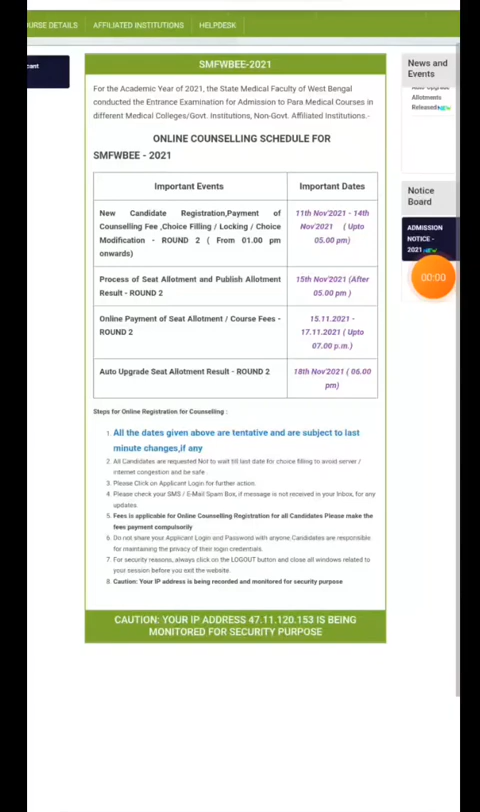 OURSE DETAILS
AFFILIATED INSTITUTIONS
HELPDESK
cant
SMFWBEE-2021
For the Academic Year of 2021, the State Medical Faculty of West Bengal
conducted the Entrance Examination for Admission to Para Medical Courses in
different Medical Colleges/Govt. Institutions, Non-Govt. Affiliated Institutions.-
ONLINE COUNSELLING SCHEDULE FOR
SMFWBEE - 2021
Important Events
Important Dates
New Candidate Registration,Payment of
Counselling Fee ,Choice Filling / Locking / Choice
Modification - ROUND 2 ( From 01.00 pm
onwards)
11th Nov'2021 - 14th
Nov'2021 ( Upto
05.00 pm)
Process of Seat Allotment and Publish Allotment
Result - ROUND 2
15th Nov'2021 (After
05.00 pm )
Online Payment of Seat Allotment / Course Fees -
ROUND 2
15.11.2021 -
17.11.2021 ( Upto
07.00 p.m.)
Auto Upgrade Seat Allotment Result - ROUND 2
18th Nov'2021 ( 06.00
pm)
Steps for Online Registration for Counselling :
1. All the dates given above are tentative and are subject to last
minute changes,if any
2. All Candidates are requested Not to wait till last date for choice filling to avoid server /
internet congestion and be safe
3. Please Click on Applicant Login for further action.
4. Please check your SMS / E-Mail Spam Box, if message is not received in your Inbox, for any
updates
5. Fees is applicable for Online Counselling Registration for all Candidates Please make the
fees payment compulsorily
6. Do not share your Applicant Login and Password with anyone.Candidates are responsible
for maintaining the privacy of their login credentials.
7. For security reasons, always click on the LOGOUT button and close all windows related to
your session before you exit the website.
8. Caution: Your IP address is being recorded and monitored for security purpose
CAUTION: YOUR IP ADDRESS 47.11.120.153 IS BEING
MONITORED FOR SECURITY PURPOSE
News and
Events
Auto Upgrade
Allotments
Released
Notice
Board
ADMISSION
NOTICE -
2021
00:00